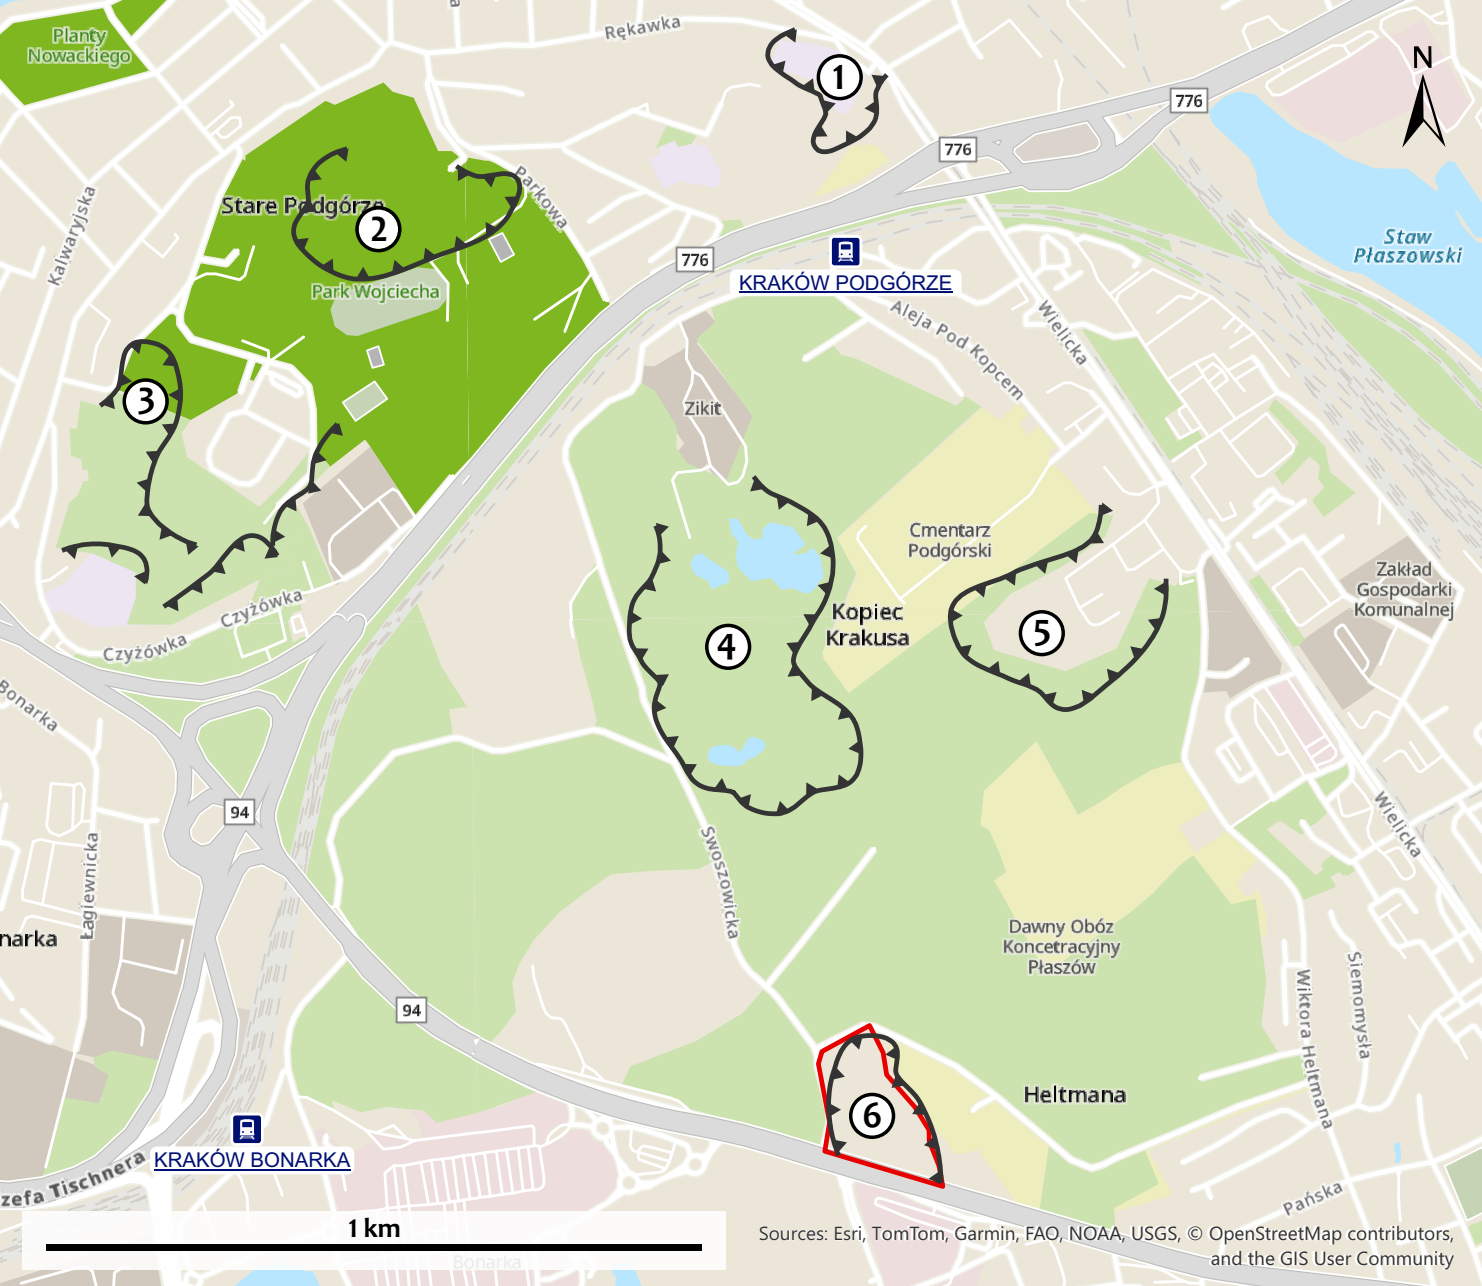 Planty
Nowackiego
Rękawka
N
1
776
776
Parkowa
Stare Podgórze
2
Kalwaryjska
Park Wojciecha
776
KRAKÓW PODGÓRZE
Staw
Płaszowski
Aleja Pod Kopcem
Wielicka
3
Zikit
Cmentarz
Podgórski
Zakład
Gospodarki
Komunalnej
Kopiec
Krakusa
4
5
Czyżówka
Czyżówka
Bonarka
94
Łagiewnicka
Swoszowicka
Wielicka
narka
Dawny Obóz
Koncetracyjny
Płaszów
94
Siemomysła
Wiktora Heltmana
Heltmana
6
KRAKÓW BONARKA
zefa Tischnera
Pańska
1 km
Bonarka
Sources: Esri, TomTom, Garmin, FAO, NOAA, USGS, © OpenStreetMap contributors,
and the GIS User Community